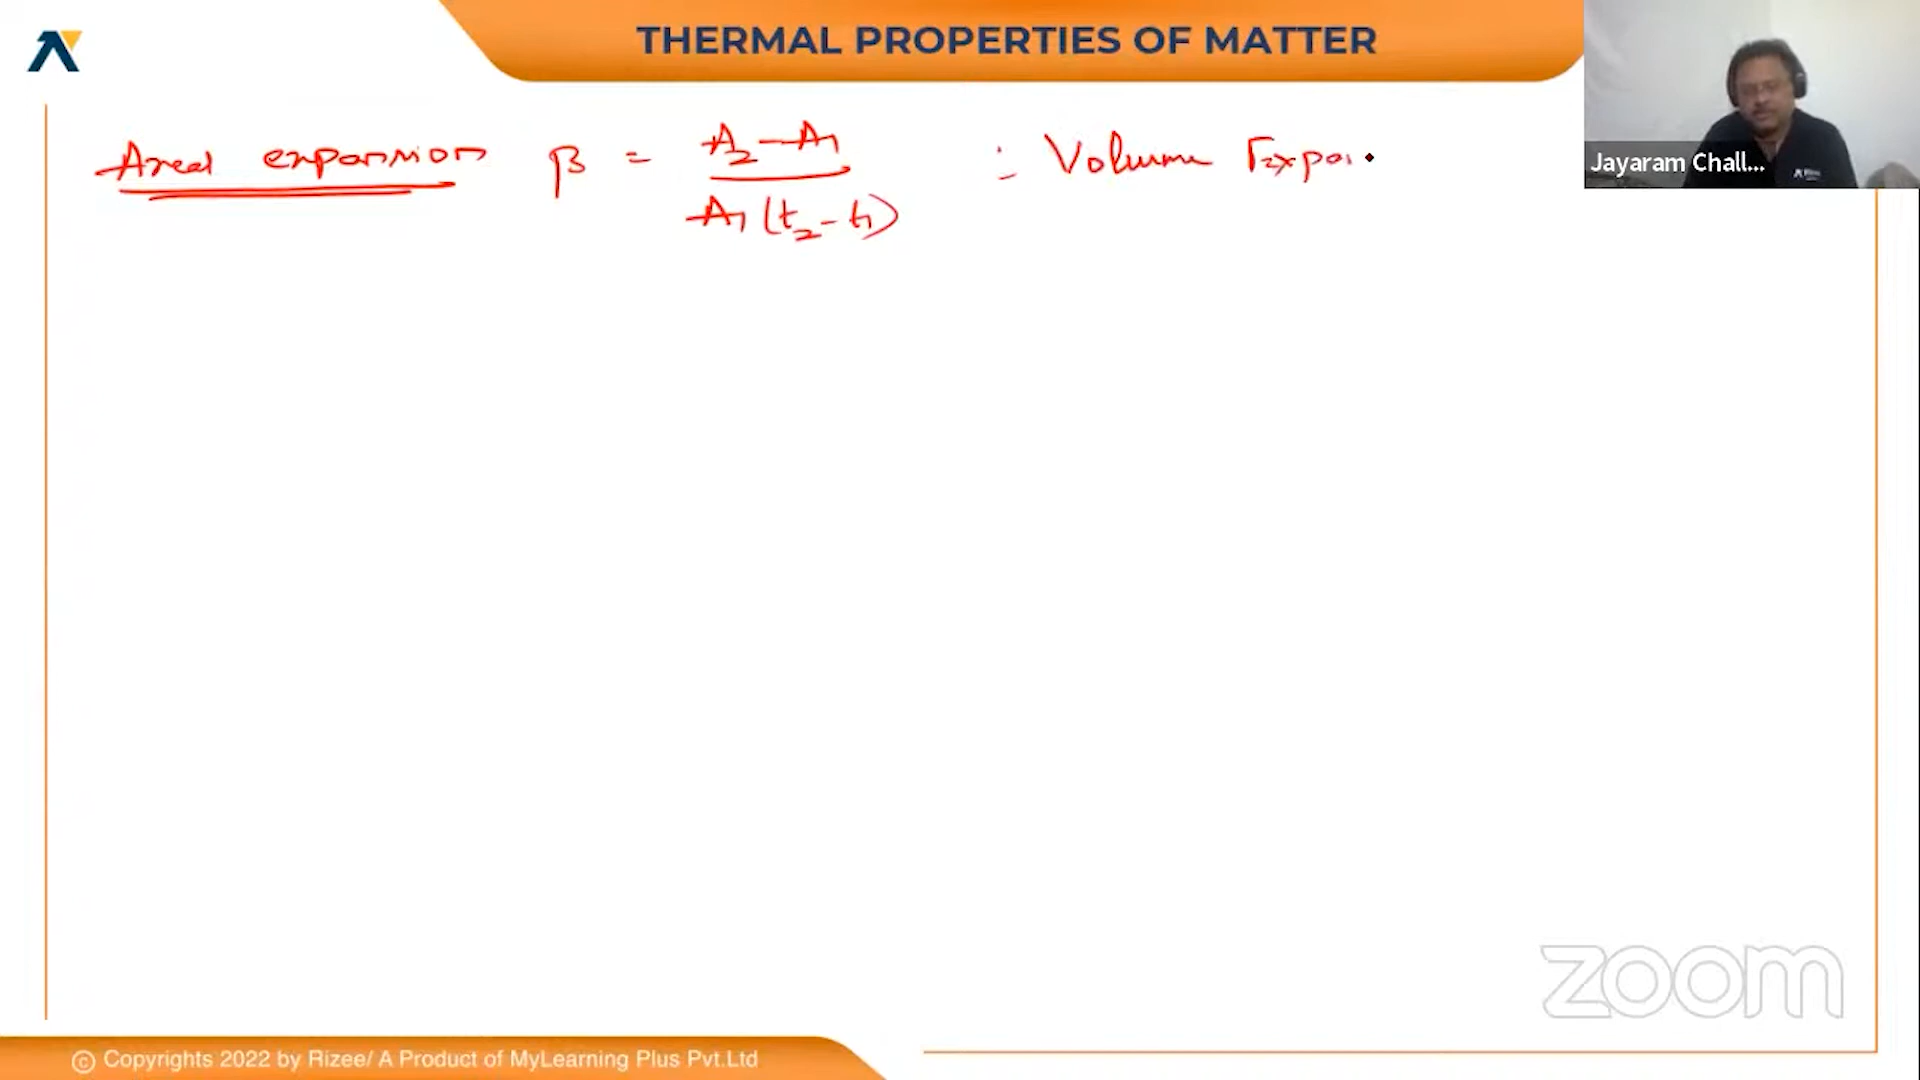 THERMAL PROPERTIES OF MATTER
Areal expansion β = A₂-A₁ / A₁(t₂-t₁) : Volume Expan
Jayaram Chall...
zoom
© Copyrights 2022 by Rizee/ A Product of MyLearning Plus Pvt.Ltd